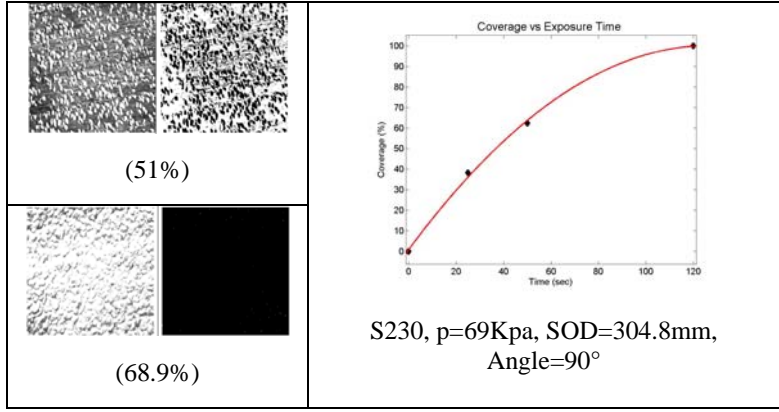 (51%)
(68.9%)
Coverage vs Exposure Time
Coverage (%)
100
90
80
70
60
50
40
30
20
10
0
0 20 40 60 80 100 120
Time (sec)
S230, p=69Kpa, SOD=304.8mm,
Angle=90°